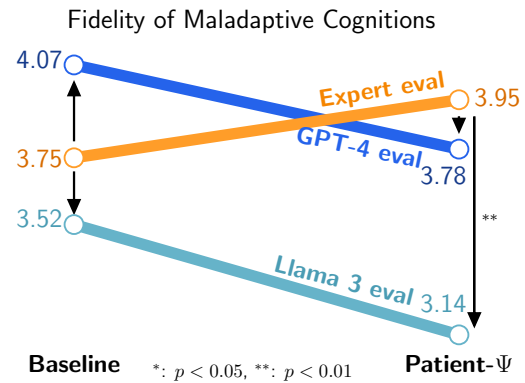 Fidelity of Maladaptive Cognitions
4.07
Expert eval
3.95
3.75
GPT-4 eval
3.78
3.52
**
Llama 3 eval
3.14
Baseline
*: p < 0.05, **: p < 0.01
Patient-Ψ